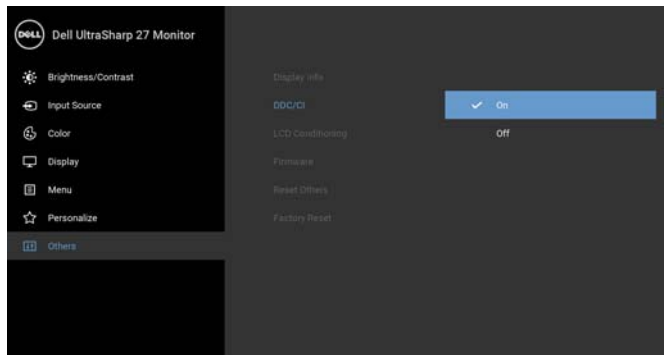 DELL Dell UltraSharp 27 Monitor
Brightness/Contrast
Input Source
Color
Display
Menu
Personalize
Others
Display Info
DDC/CI
LCD Conditioning
Firmware
Reset Others
Factory Reset
On
Off